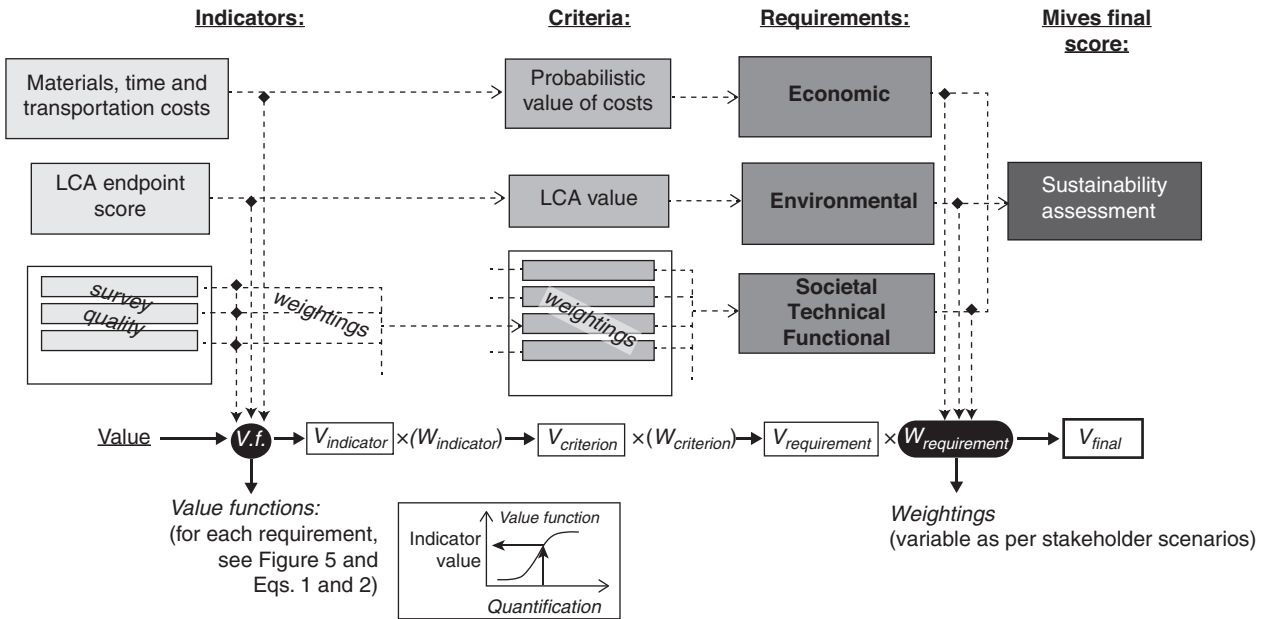 Indicators:
Criteria:
Requirements:
Mives final
score:
Materials, time and
transportation costs
Probabilistic
value of costs
Economic
LCA endpoint
score
LCA value
Environmental
Sustainability
assessment
survey
quality
weightings
weightings
Societal
Technical
Functional
Value
V.f.
Vindicator ×(Windicator)
Vcriterion ×(Wcriterion)
Vrequirement × Wrequirement
Vfinal
Value functions:
(for each requirement,
see Figure 5 and
Eqs. 1 and 2)
Indicator
value
Value function
Quantification
Weightings
(variable as per stakeholder scenarios)